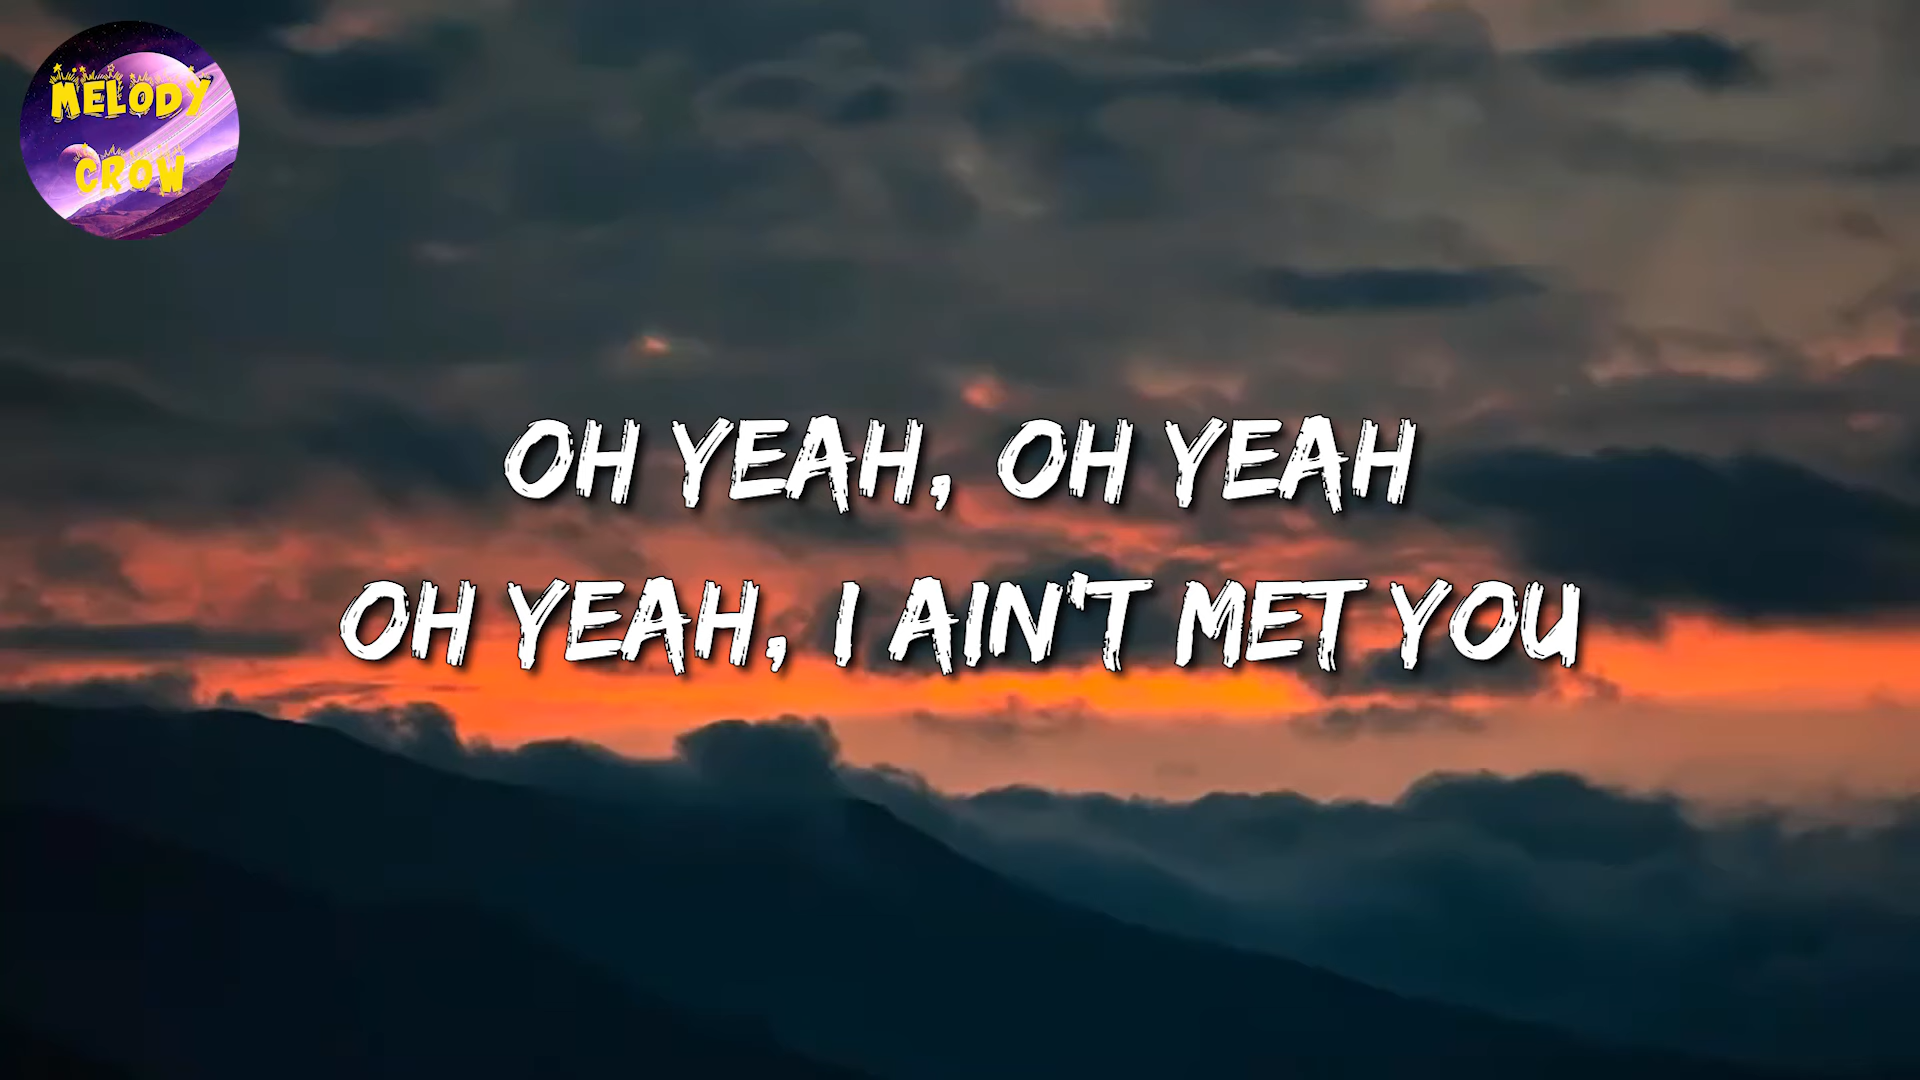 MELODY
CROW
OH YEAH, OH YEAH
OH YEAH, I AIN'T MET YOU